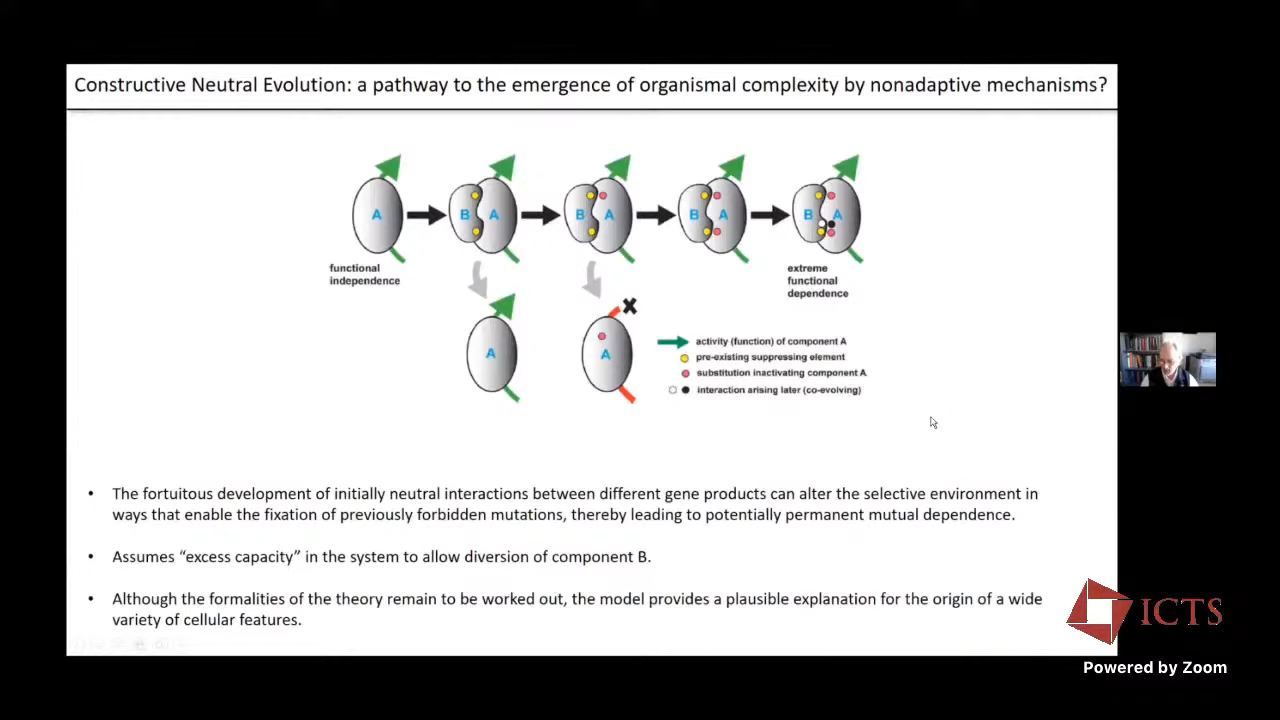 Constructive Neutral Evolution: a pathway to the emergence of organismal complexity by nonadaptive mechanisms?
A
B A
B A
B A
B A
functional
independence
extreme
functional
dependence
A
A
activity (function) of component A
pre-existing suppressing element
substitution inactivating component A
interaction arising later (co-evolving)
• The fortuitous development of initially neutral interactions between different gene products can alter the selective environment in
ways that enable the fixation of previously forbidden mutations, thereby leading to potentially permanent mutual dependence.
• Assumes “excess capacity” in the system to allow diversion of component B.
• Although the formalities of the theory remain to be worked out, the model provides a plausible explanation for the origin of a wide
variety of cellular features.
ICTS
Powered by Zoom